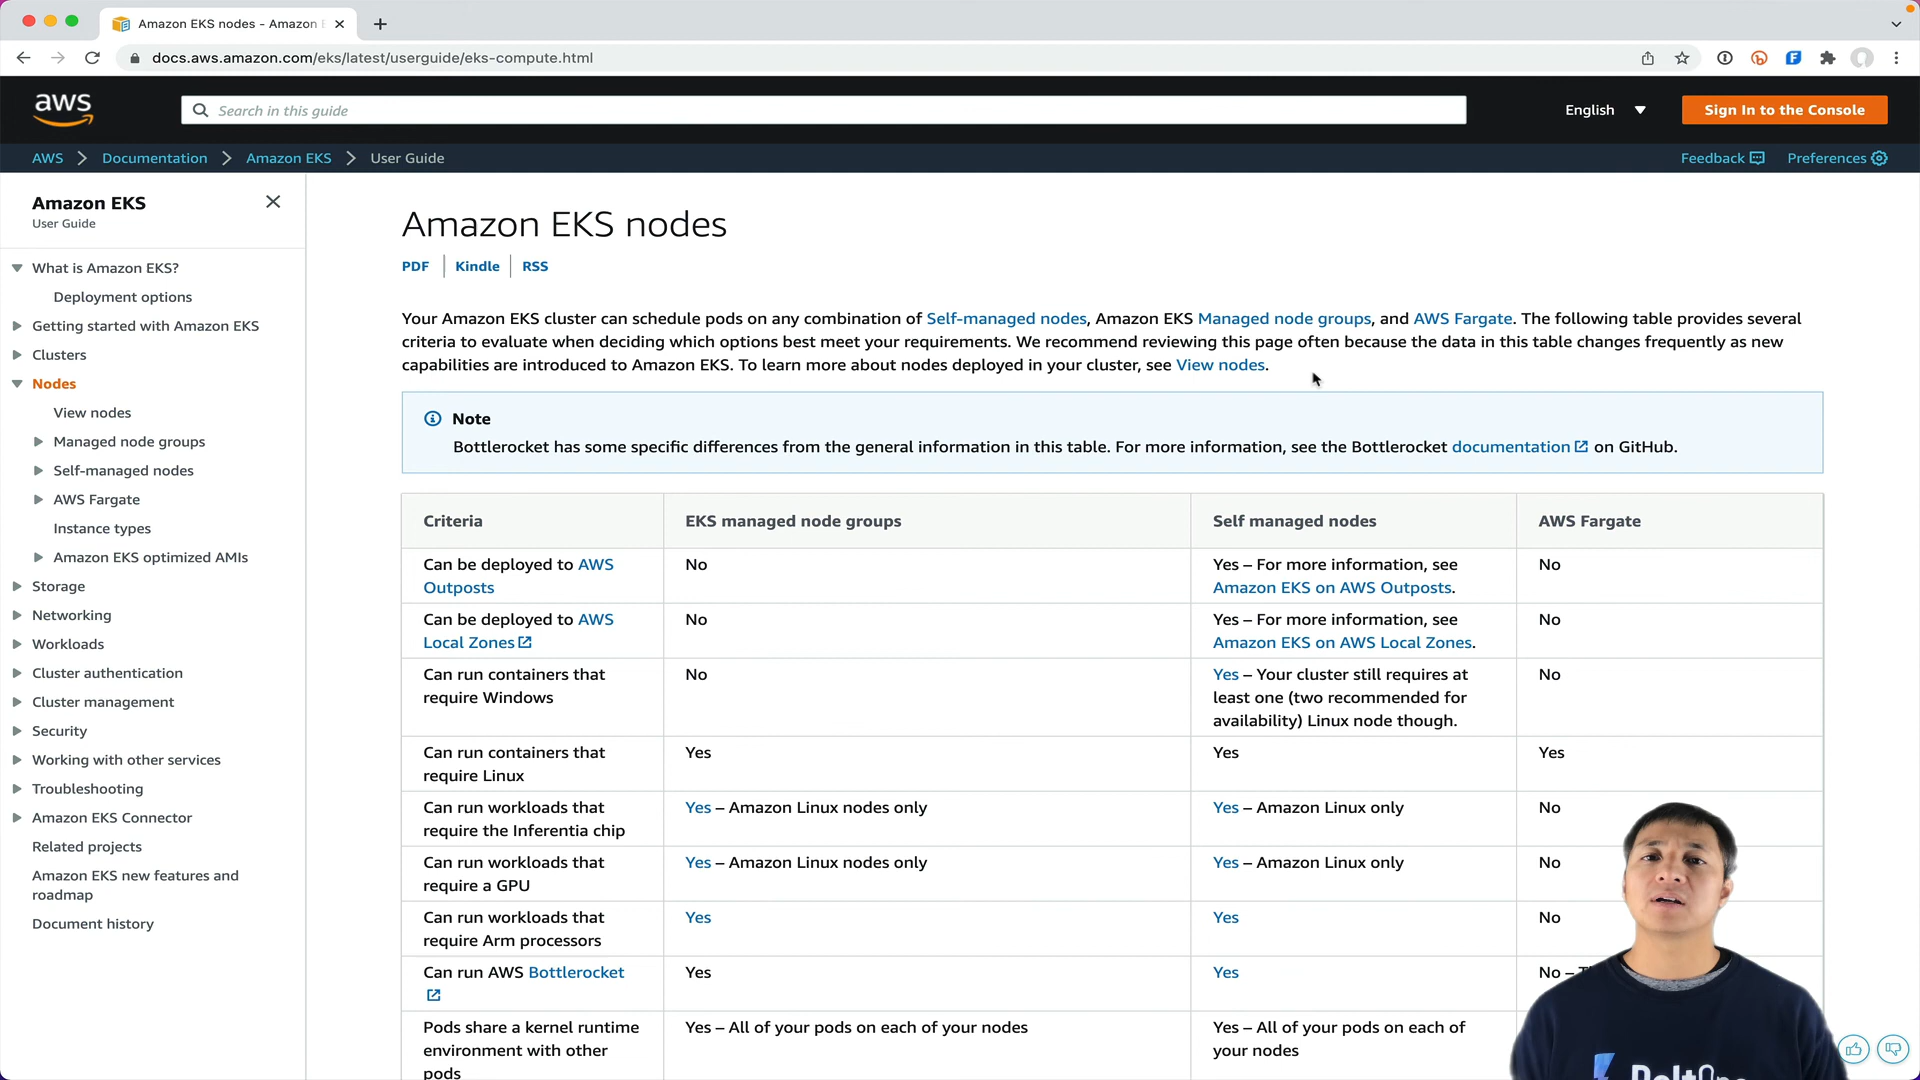 Amazon EKS nodes - Amazon E
docs.aws.amazon.com/eks/latest/userguide/eks-compute.html
aws
Search in this guide
English
Sign In to the Console
AWS
Documentation
Amazon EKS
User Guide
Feedback
Preferences
Amazon EKS
User Guide
What is Amazon EKS?
Deployment options
Getting started with Amazon EKS
Clusters
Nodes
View nodes
Managed node groups
Self-managed nodes
AWS Fargate
Instance types
Amazon EKS optimized AMIs
Storage
Networking
Workloads
Cluster authentication
Cluster management
Security
Working with other services
Troubleshooting
Amazon EKS Connector
Related projects
Amazon EKS new features and
roadmap
Document history
Amazon EKS nodes
PDF
Kindle
RSS
Your Amazon EKS cluster can schedule pods on any combination of Self-managed nodes, Amazon EKS Managed node groups, and AWS Fargate. The following table provides several
criteria to evaluate when deciding which options best meet your requirements. We recommend reviewing this page often because the data in this table changes frequently as new
capabilities are introduced to Amazon EKS. To learn more about nodes deployed in your cluster, see View nodes.
Note
Bottlerocket has some specific differences from the general information in this table. For more information, see the Bottlerocket documentation on GitHub.
Criteria
EKS managed node groups
Self managed nodes
AWS Fargate
Can be deployed to AWS
Outposts
No
Yes – For more information, see
Amazon EKS on AWS Outposts.
No
Can be deployed to AWS
Local Zones
No
Yes – For more information, see
Amazon EKS on AWS Local Zones.
No
Can run containers that
require Windows
No
Yes – Your cluster still requires at
least one (two recommended for
availability) Linux node though.
No
Can run containers that
require Linux
Yes
Yes
Yes
Can run workloads that
require the Inferentia chip
Yes – Amazon Linux nodes only
Yes – Amazon Linux only
No
Can run workloads that
require a GPU
Yes – Amazon Linux nodes only
Yes – Amazon Linux only
No
Can run workloads that
require Arm processors
Yes
Yes
No
Can run AWS Bottlerocket
Yes
Yes
No –
Pods share a kernel runtime
environment with other
pods
Yes – All of your pods on each of your nodes
Yes – All of your pods on each of
your nodes